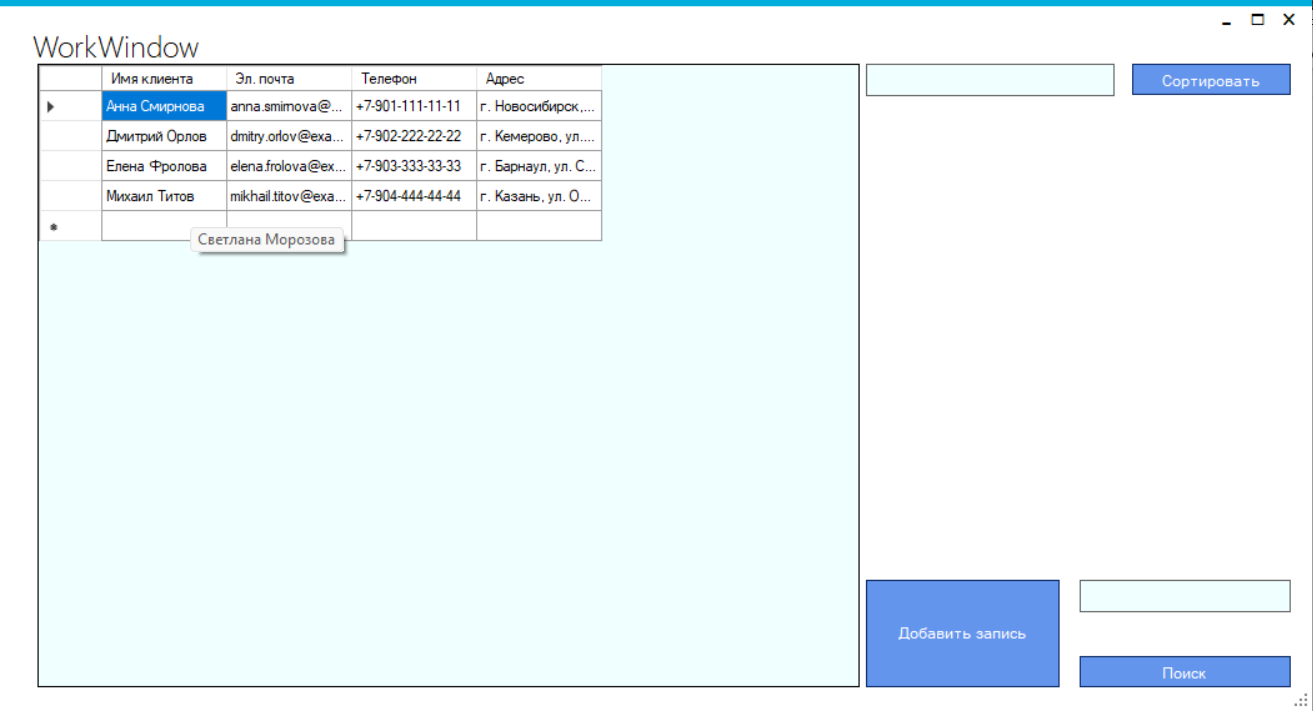 WorkWindow
Имя клиента Эл. почта Телефон Адрес
Анна Смирнова anna.smirnova@... +7-901-111-11-11 г. Новосибирск,...
Дмитрий Орлов dmitry.orlov@exa... +7-902-222-22-22 г. Кемерово, ул....
Елена Фролова elena.frolova@ex... +7-903-333-33-33 г. Барнаул, ул. С...
Михаил Титов mikhail.titov@exa... +7-904-444-44-44 г. Казань, ул. О...
Светлана Морозова
Сортировать
Добавить запись
Поиск